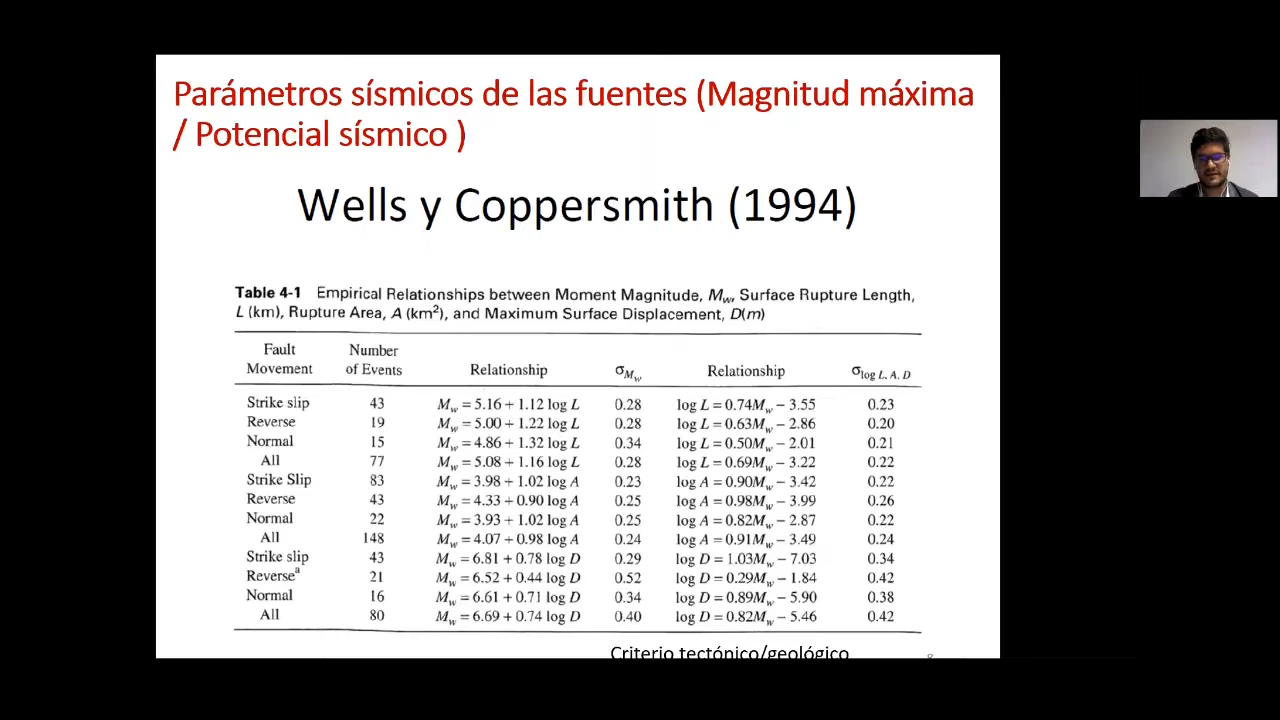 Parámetros sísmicos de las fuentes (Magnitud máxima
/ Potencial sísmico )
Wells y Coppersmith (1994)
Table 4-1 Empirical Relationships between Moment Magnitude, Mw, Surface Rupture Length,
L (km), Rupture Area, A (km²), and Maximum Surface Displacement, D(m)
Fault Movement Number of Events Relationship σMw Relationship σlog L, A, D
Strike slip 43 Mw = 5.16 + 1.12 log L 0.28 log L = 0.74Mw − 3.55 0.23
Reverse 19 Mw = 5.00 + 1.22 log L 0.28 log L = 0.63Mw − 2.86 0.20
Normal 15 Mw = 4.86 + 1.32 log L 0.34 log L = 0.50Mw − 2.01 0.21
All 77 Mw = 5.08 + 1.16 log L 0.28 log L = 0.69Mw − 3.22 0.22
Strike Slip 83 Mw = 3.98 + 1.02 log A 0.23 log A = 0.90Mw − 3.42 0.22
Reverse 43 Mw = 4.33 + 0.90 log A 0.25 log A = 0.98Mw − 3.99 0.26
Normal 22 Mw = 3.93 + 1.02 log A 0.25 log A = 0.82Mw − 2.87 0.22
All 148 Mw = 4.07 + 0.98 log A 0.24 log A = 0.91Mw − 3.49 0.24
Strike slip 43 Mw = 6.81 + 0.78 log D 0.29 log D = 1.03Mw − 7.03 0.34
Reverseᵃ 21 Mw = 6.52 + 0.44 log D 0.52 log D = 0.29Mw − 1.84 0.42
Normal 16 Mw = 6.61 + 0.71 log D 0.34 log D = 0.89Mw − 5.90 0.38
All 80 Mw = 6.69 + 0.74 log D 0.40 log D = 0.82Mw − 5.46 0.42
Criterio tectónico/geológico